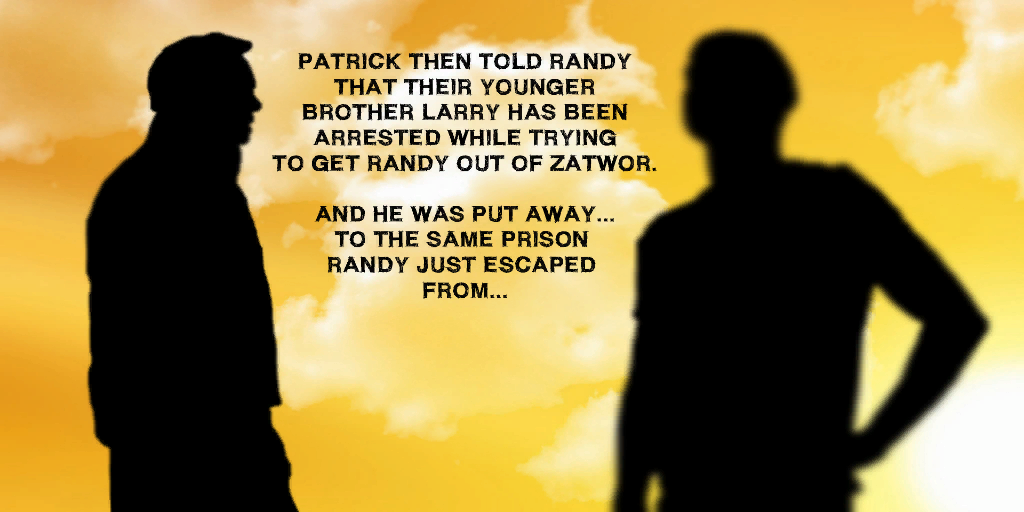 PATRICK THEN TOLD RANDY
THAT THEIR YOUNGER
BROTHER LARRY HAS BEEN
ARRESTED WHILE TRYING
TO GET RANDY OUT OF ZATWOR.
AND HE WAS PUT AWAY...
TO THE SAME PRISON
RANDY JUST ESCAPED
FROM...